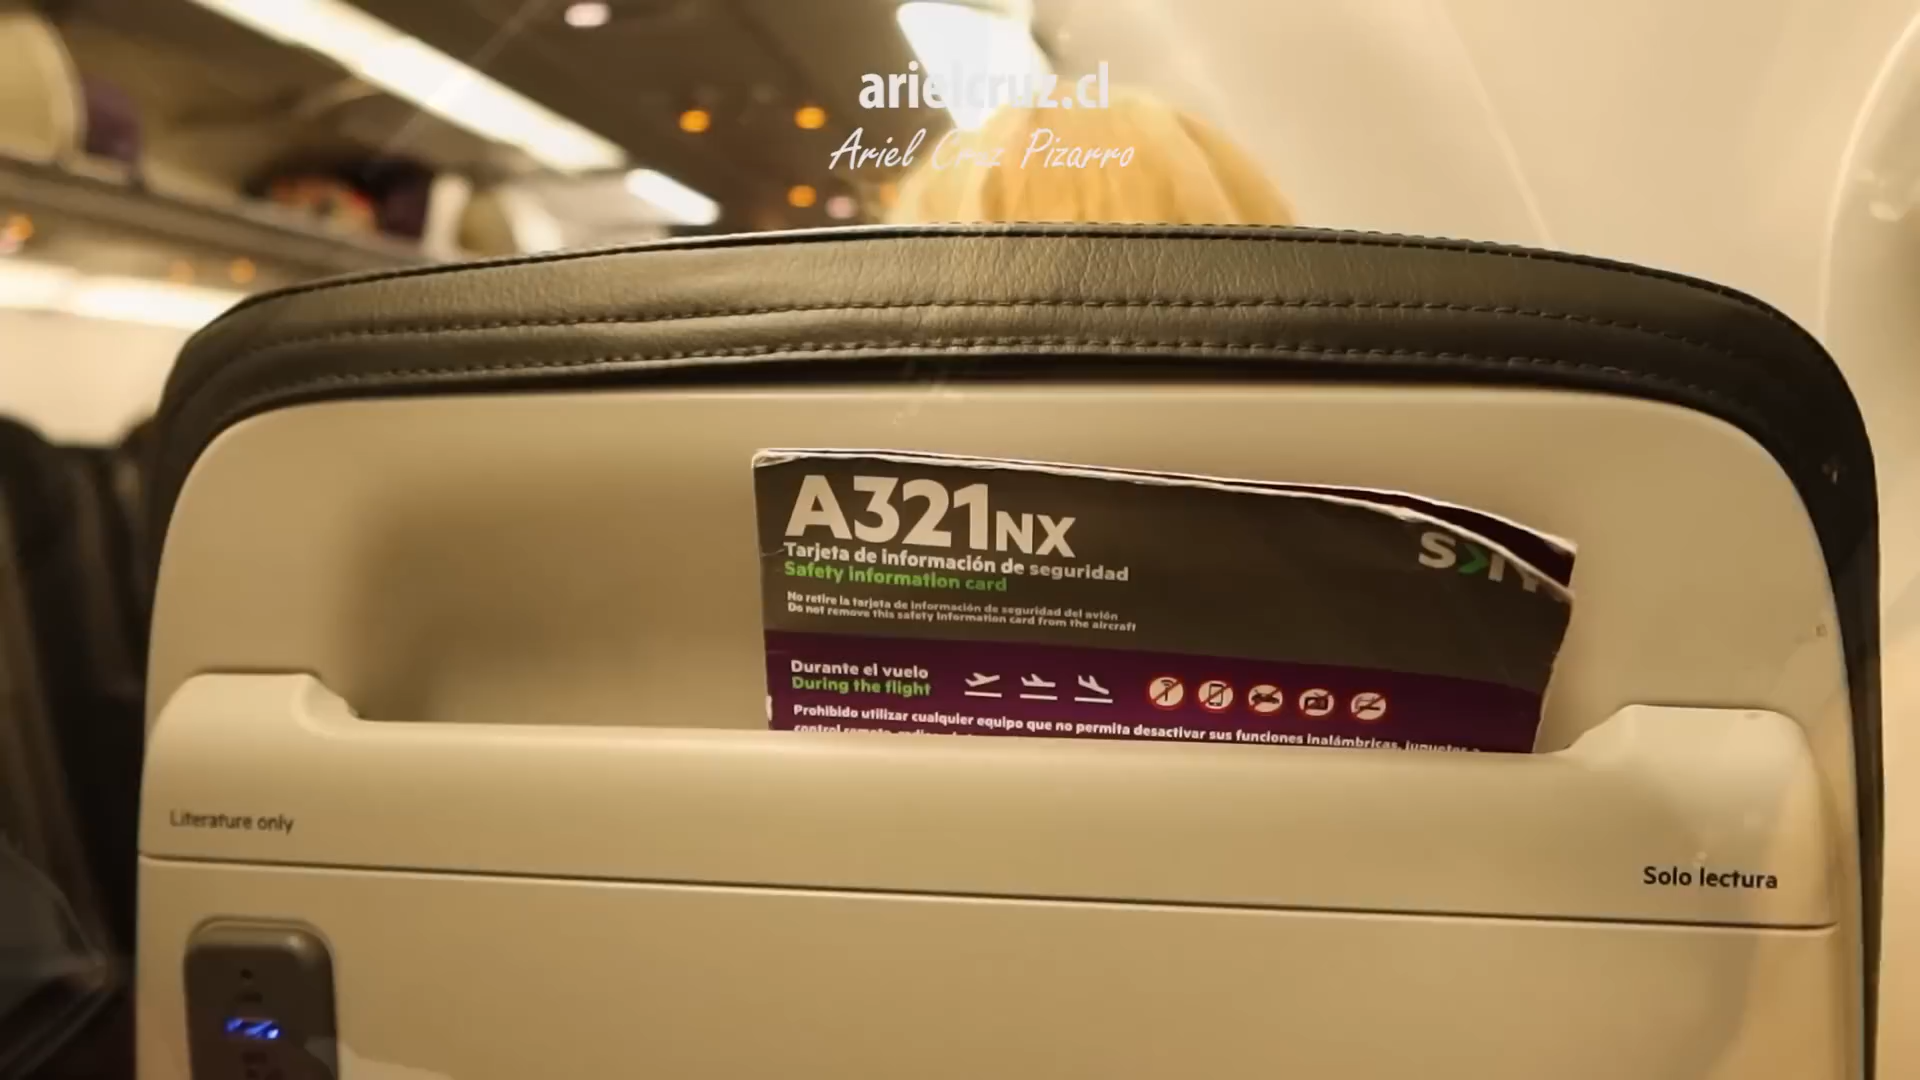 arielcruz.cl
Ariel Cruz Pizarro
A321NX
SKY
Tarjeta de información de seguridad
Safety information card
No retire la tarjeta de información de seguridad del avión
Do not remove this safety information card from the aircraft
Durante el vuelo
During the flight
Prohibido utilizar cualquier equipo que no permita desactivar sus funciones inalámbricas, juguetes a
control remoto,
Literature only
Solo lectura